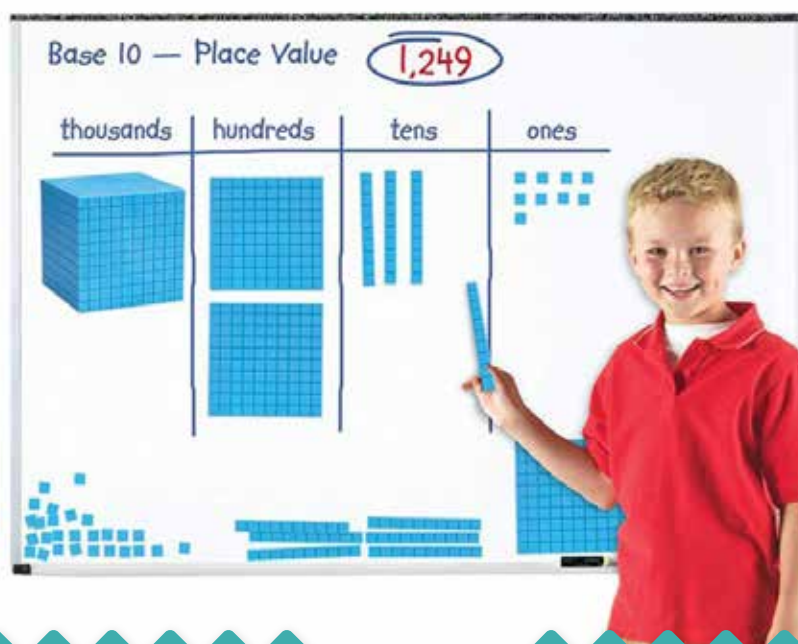 Base 10 — Place Value 1,249
thousands hundreds tens ones